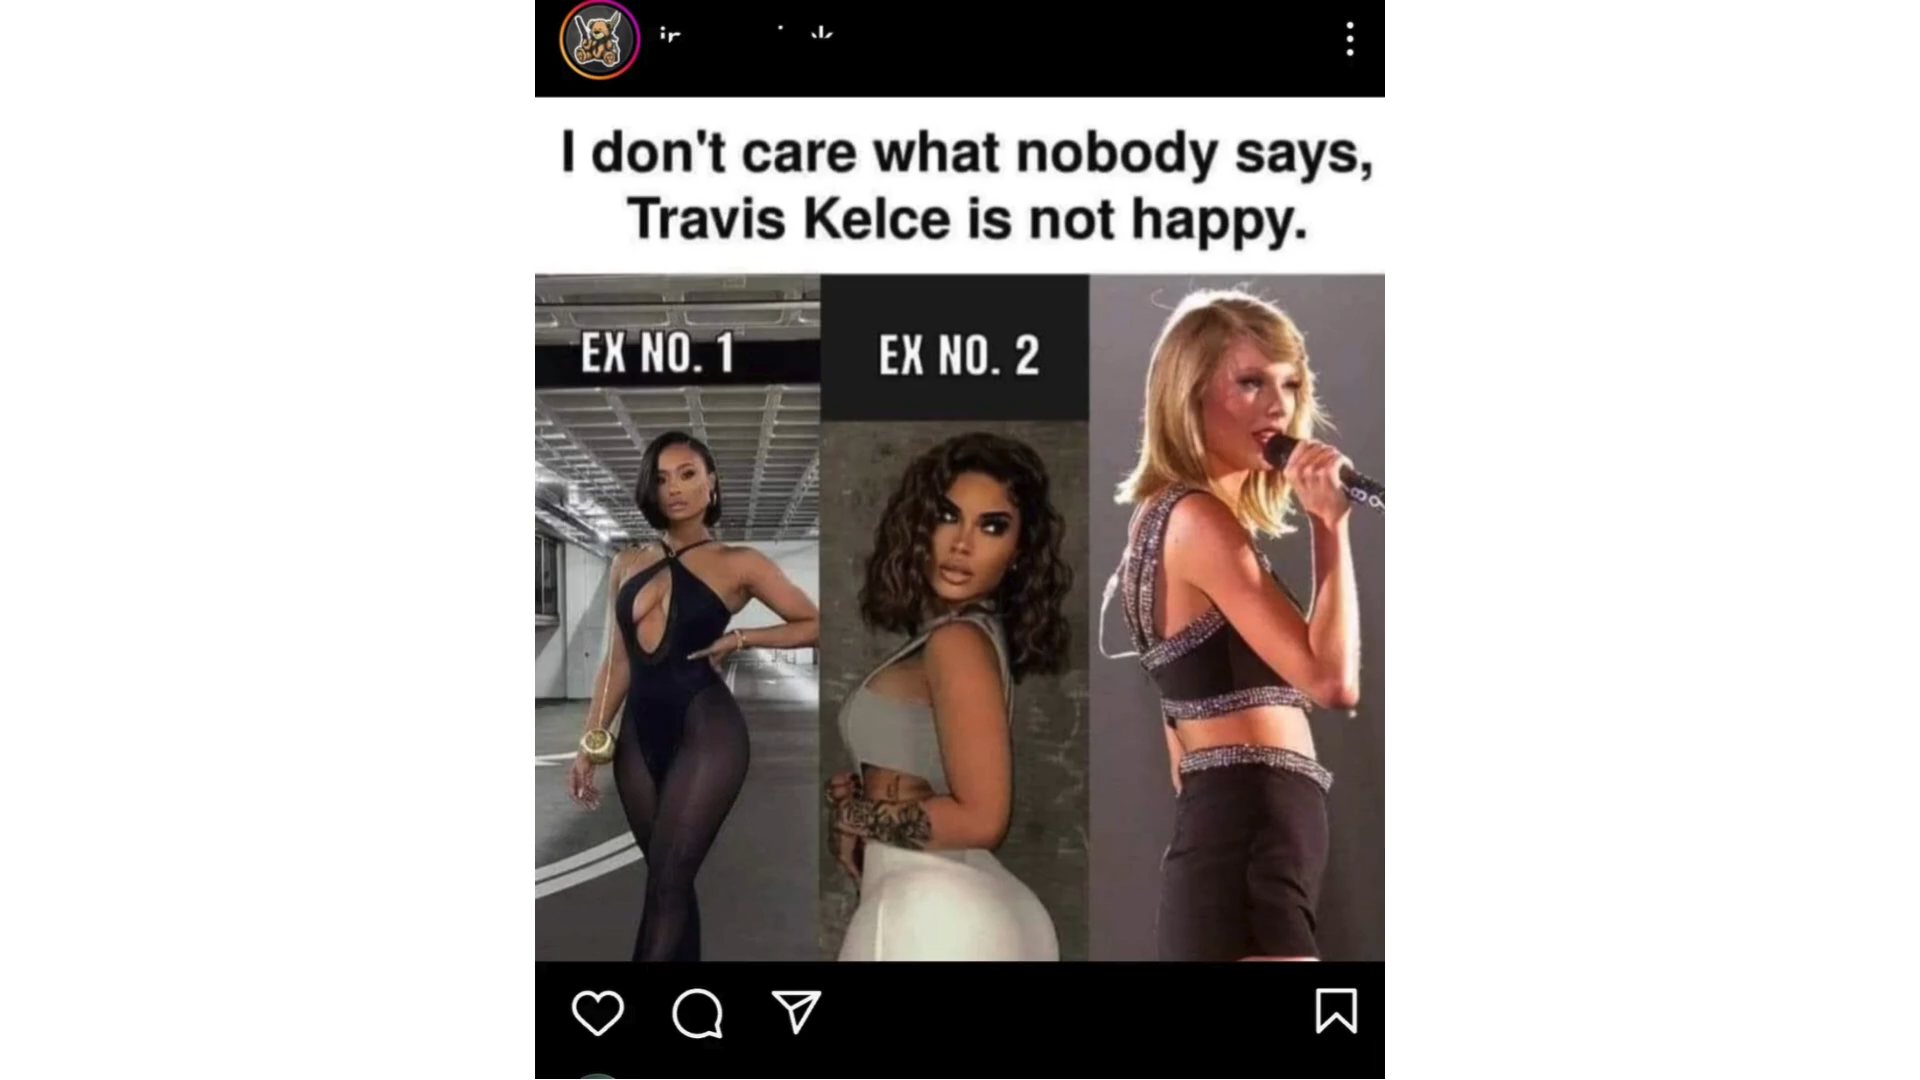 I don't care what nobody says,
Travis Kelce is not happy.
EX NO. 1
EX NO. 2